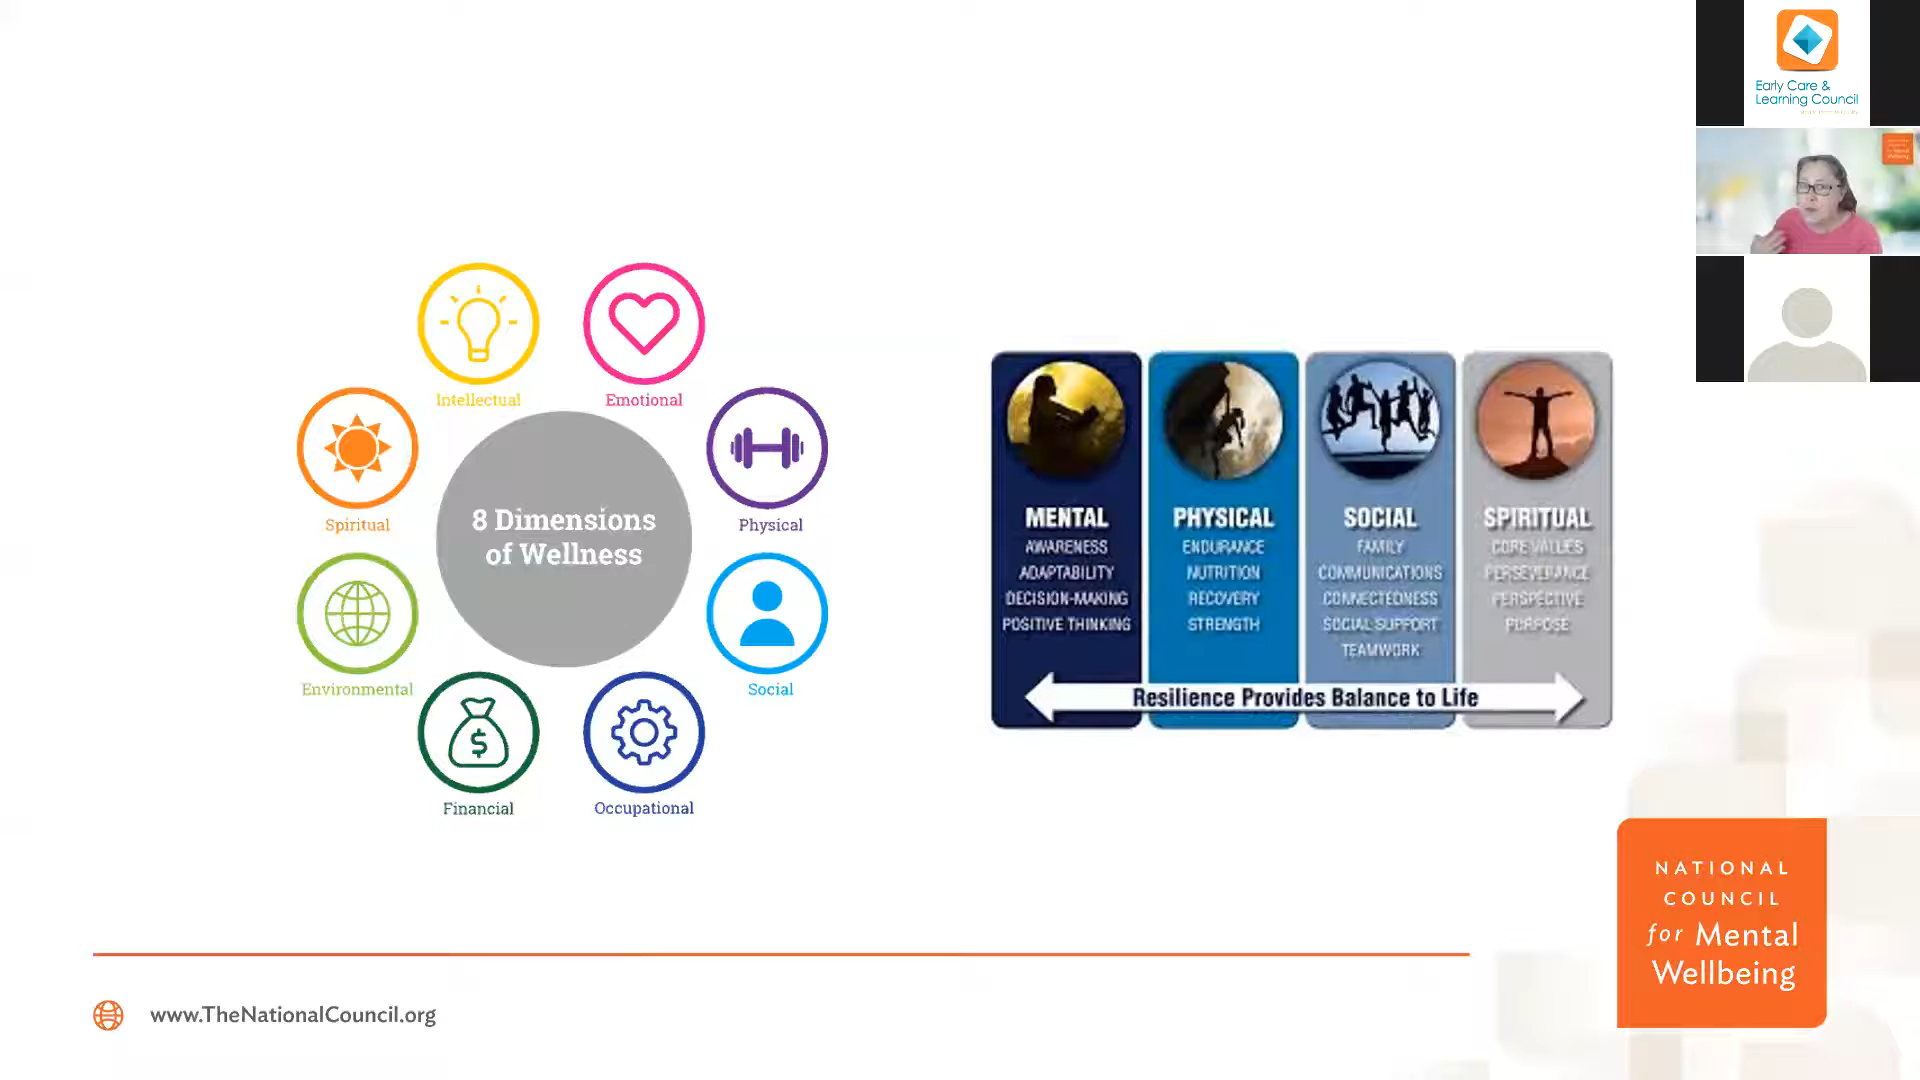 Intellectual
Emotional
Spiritual
Physical
8 Dimensions
of Wellness
Environmental
Social
Financial
Occupational
MENTAL
AWARENESS
ADAPTABILITY
DECISION-MAKING
POSITIVE THINKING
PHYSICAL
ENDURANCE
NUTRITION
RECOVERY
STRENGTH
SOCIAL
FAMILY
COMMUNICATIONS
CONNECTEDNESS
SOCIAL SUPPORT
TEAMWORK
SPIRITUAL
CORE VALUES
PERSEVERANCE
PERSPECTIVE
PURPOSE
Resilience Provides Balance to Life
Early Care &
Learning Council
NATIONAL
COUNCIL
for Mental
Wellbeing
www.TheNationalCouncil.org